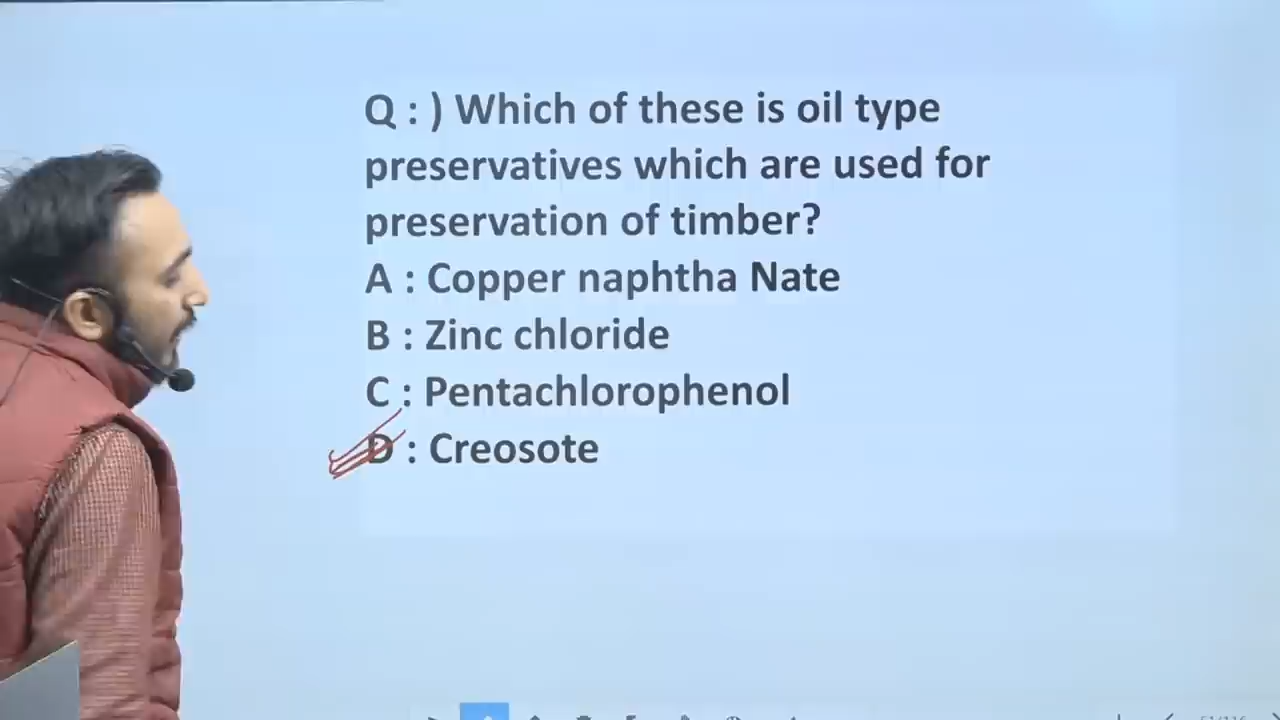 Q : ) Which of these is oil type
preservatives which are used for
preservation of timber?
A : Copper naphtha Nate
B : Zinc chloride
C : Pentachlorophenol
D : Creosote